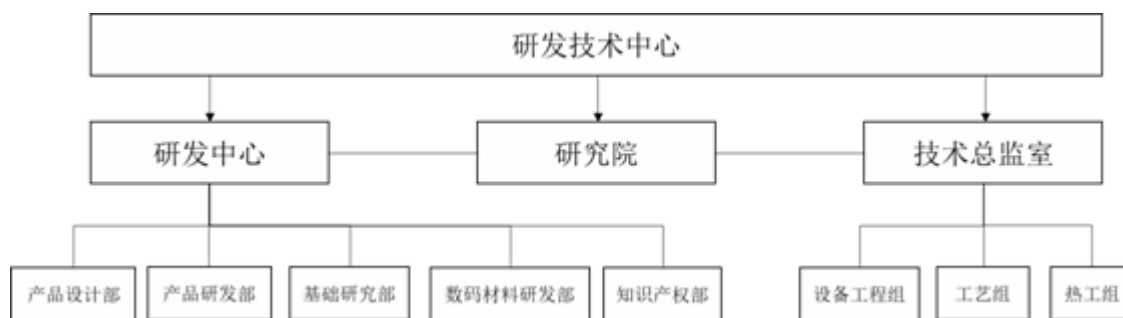 研发技术中心
研发中心
研究院
技术总监室
产品设计部
产品研发部
基础研究部
数码材料研发部
知识产权部
设备工程组
工艺组
热工组